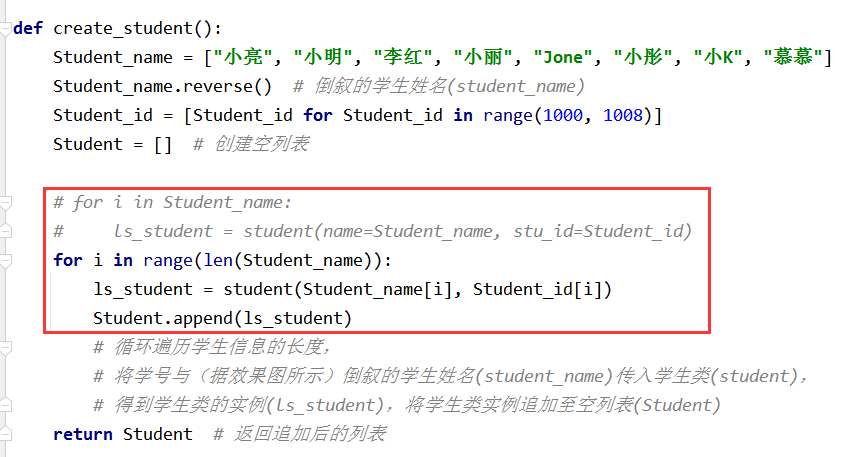 def create_student():
    Student_name = ["小亮", "小明", "李红", "小丽", "Jone", "小彤", "小K", "慕慕"]
    Student_name.reverse()  # 倒叙的学生姓名(student_name)
    Student_id = [Student_id for Student_id in range(1000, 1008)]
    Student = []  # 创建空列表
    # for i in Student_name:
    #     ls_student = student(name=Student_name, stu_id=Student_id)
    for i in range(len(Student_name)):
        ls_student = student(Student_name[i], Student_id[i])
        Student.append(ls_student)
        # 循环遍历学生信息的长度，
        # 将学号与（据效果图所示）倒叙的学生姓名(student_name)传入学生类(student)，
        # 得到学生类的实例(ls_student)，将学生类实例追加至空列表(Student)
    return Student  # 返回追加后的列表